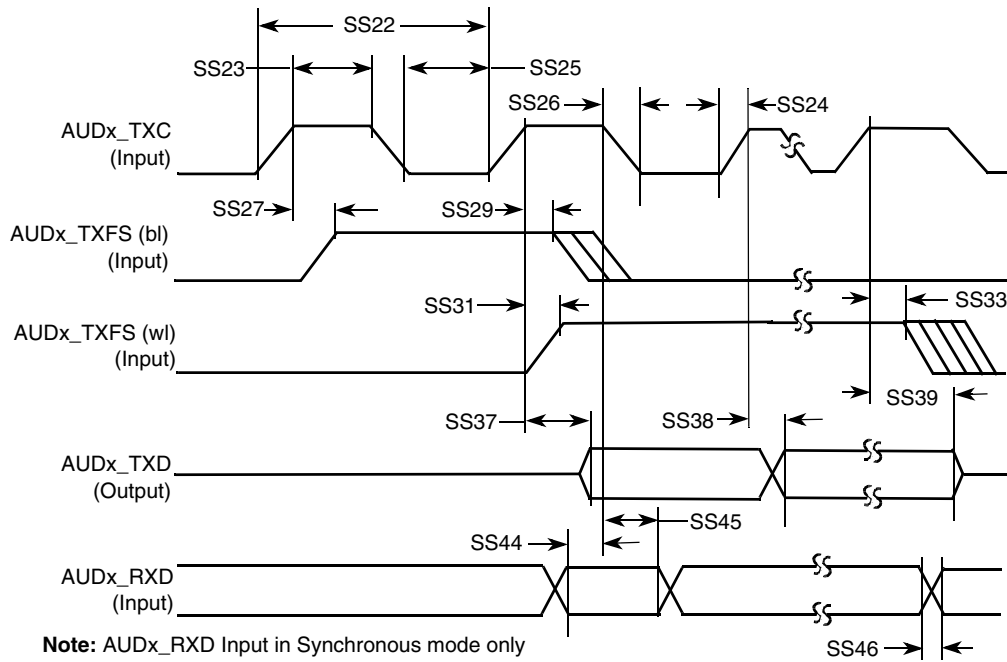 SS22
SS23
SS25
SS26
SS24
AUDx_TXC
(Input)
SS27
SS29
AUDx_TXFS (bl)
(Input)
SS31
SS33
AUDx_TXFS (wl)
(Input)
SS39
SS37
SS38
AUDx_TXD
(Output)
SS45
SS44
AUDx_RXD
(Input)
Note: AUDx_RXD Input in Synchronous mode only
SS46